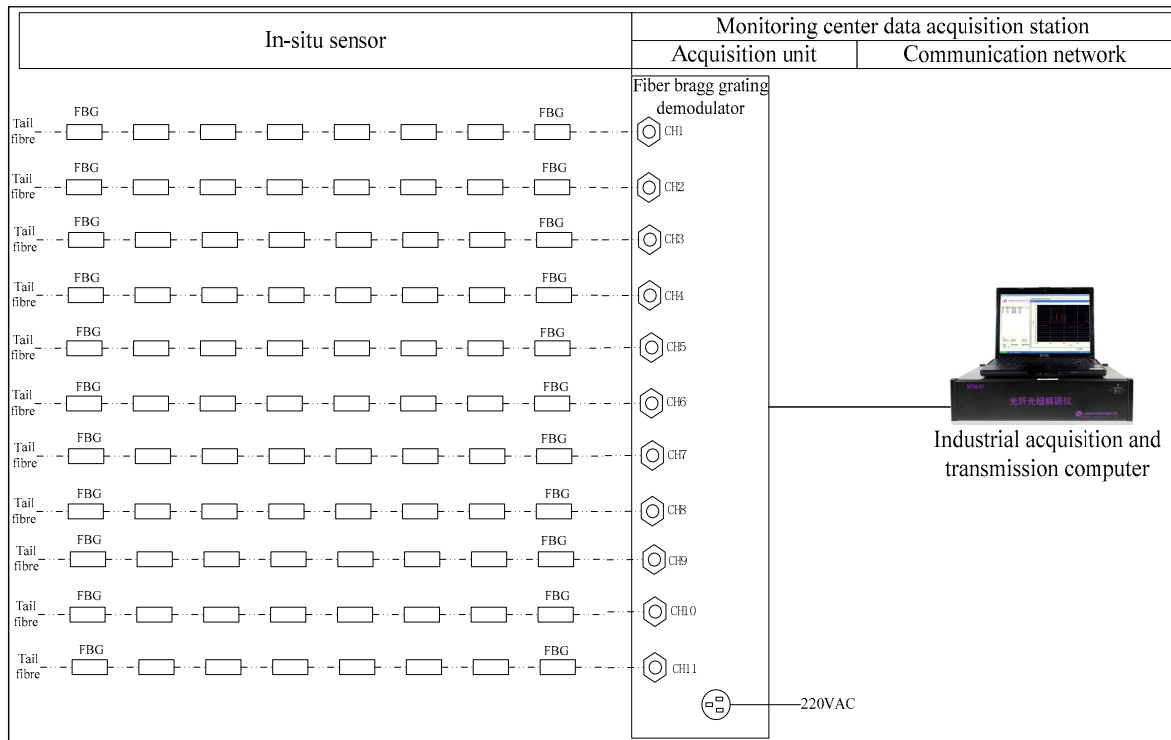 In-situ sensor
Monitoring center data acquisition station
Acquisition unit
Communication network
Fiber bragg grating
demodulator
FBG
FBG
Tail
fibre
CH1
FBG
FBG
Tail
fibre
CH2
FBG
FBG
Tail
fibre
CH3
FBG
FBG
Tail
fibre
CH4
FBG
FBG
Tail
fibre
CH5
FBG
FBG
Tail
fibre
CH6
FBG
FBG
Tail
fibre
CH7
FBG
FBG
Tail
fibre
CH8
FBG
FBG
Tail
fibre
CH9
FBG
FBG
Tail
fibre
CH10
FBG
FBG
Tail
fibre
CH11
220VAC
光纤光栅解调仪
Industrial acquisition and
transmission computer